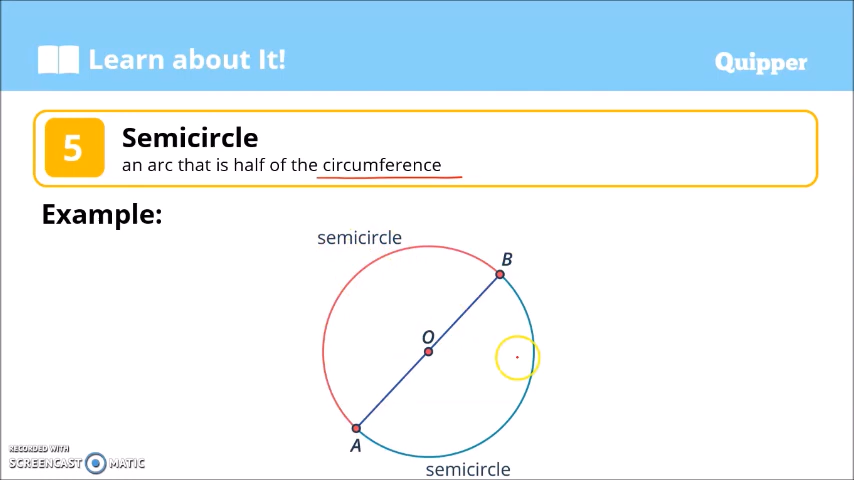 Learn about It!
Quipper
5
Semicircle
an arc that is half of the circumference
Example:
semicircle
B
O
A
semicircle
RECORDED WITH
SCREENCAST MATIC